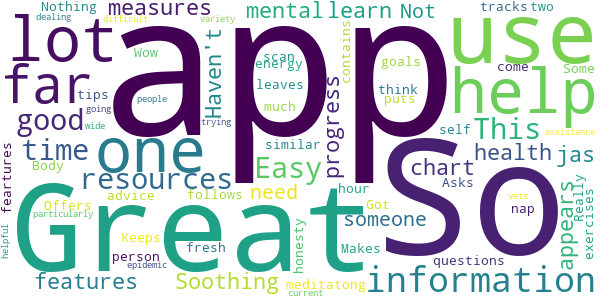 Nothing measures mental learn Not tracks two
dealing difficult variety
lot app use
Wow Haven't scan contains goals Some come
energy
far tips leaves think help
people much puts going
good wide trying progress similar self This
time one Easy health jas
Body resources chart Asks
feartures Offers advice follows need hour Got someone nap appears Really exercises assistance
particularly
Great So
Keeps fresh honesty Makes questions vets
helpful person epidemic
features Soothing meditatong information
current